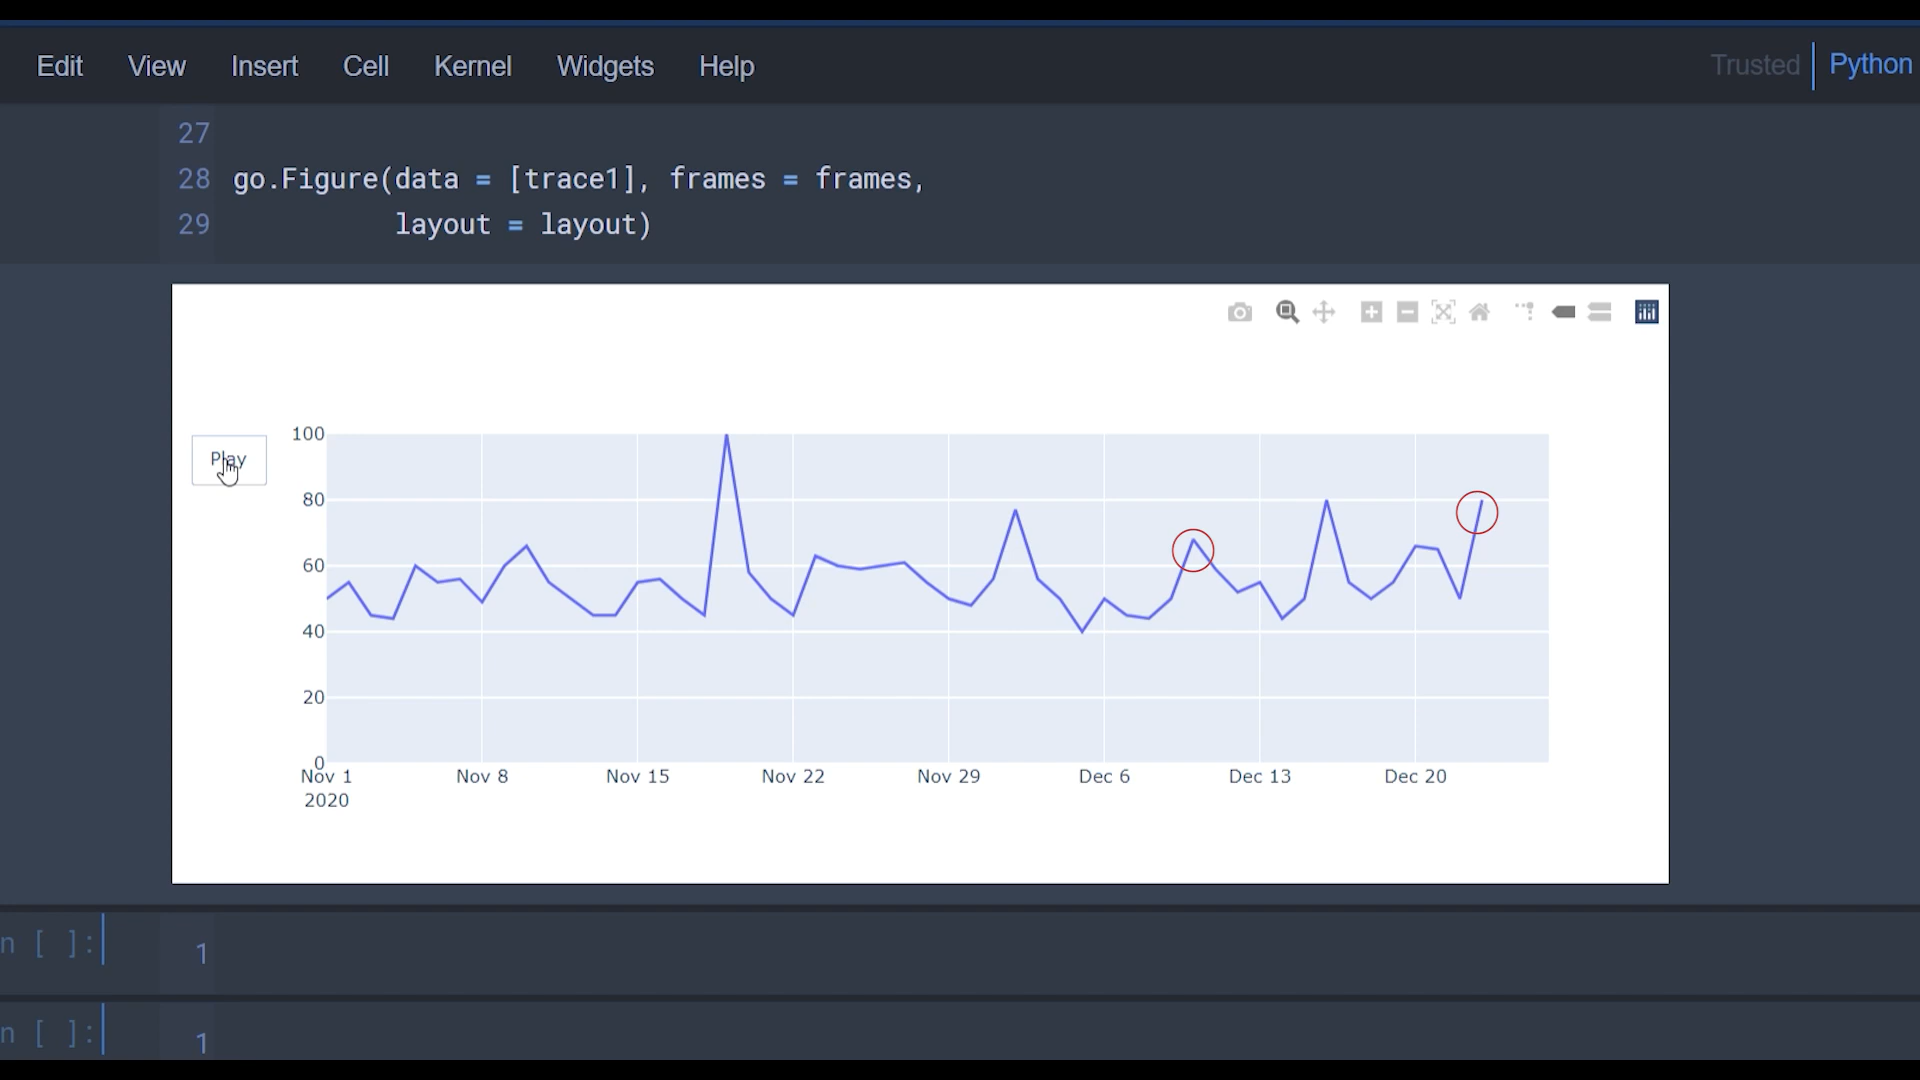 Edit View Insert Cell Kernel Widgets Help Trusted Python
27
28 go.Figure(data = [trace1], frames = frames,
29 layout = layout)
Play
100
80
60
40
20
0
Nov 1 Nov 8 Nov 15 Nov 22 Nov 29 Dec 6 Dec 13 Dec 20
2020
n [ ]: 1
n [ ]: 1